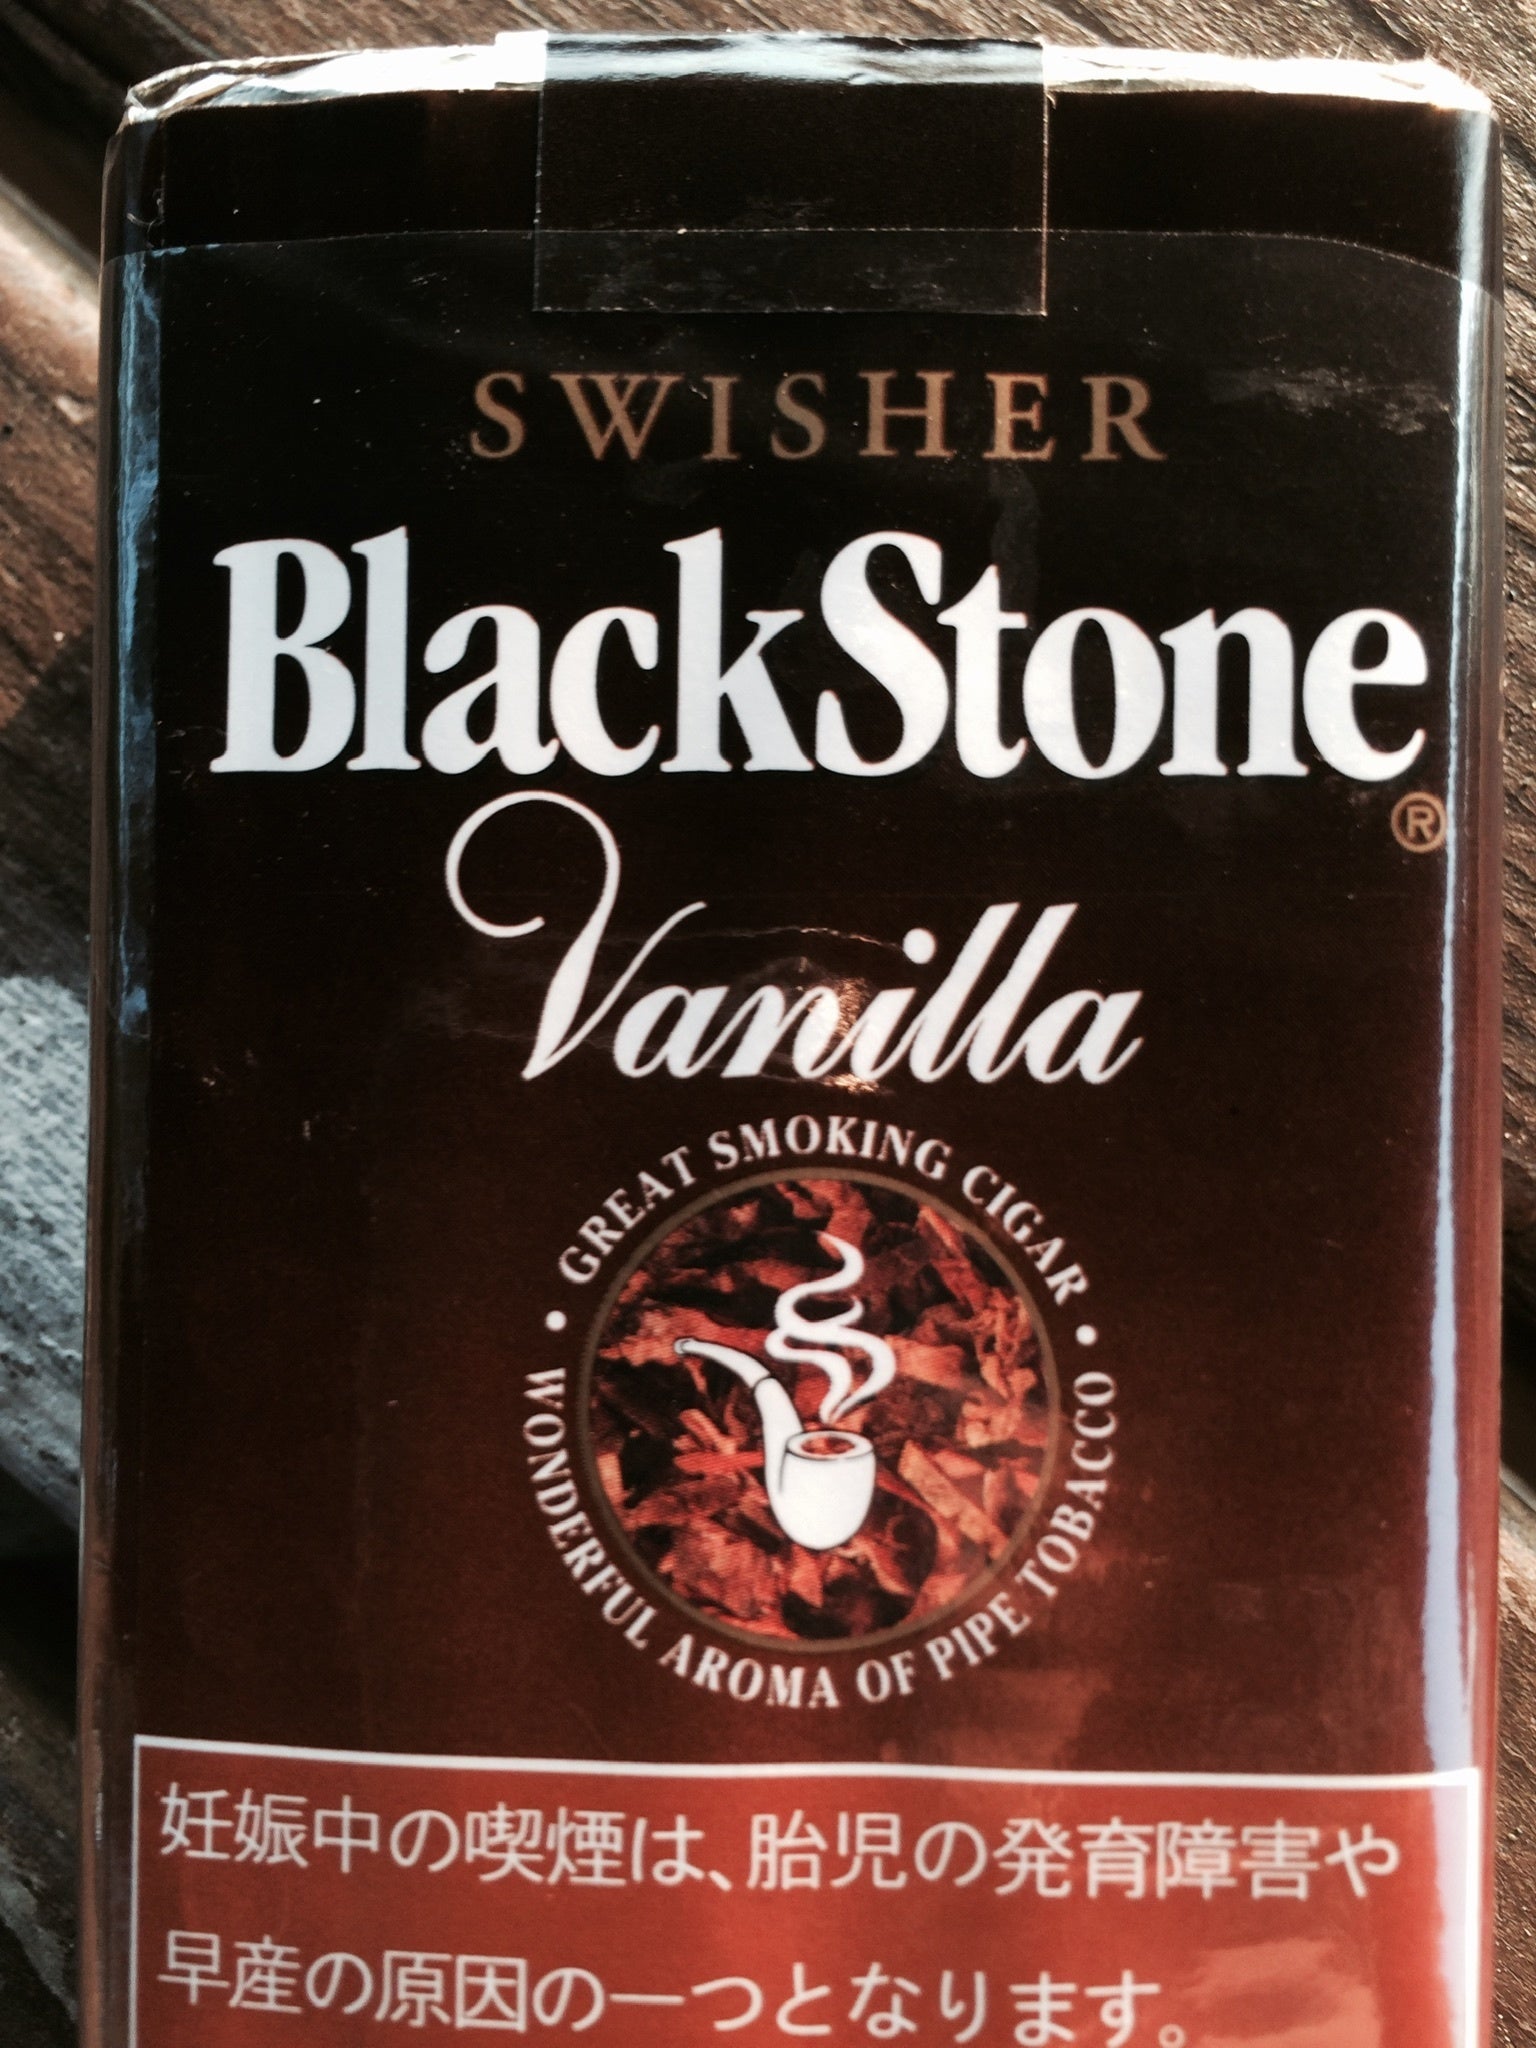 SWISHER
BlackStone
®
Vanilla
• GREAT SMOKING CIGAR •
WONDERFUL AROMA OF PIPE TOBACCO
妊娠中の喫煙は、胎児の発育障害や
早産の原因の一つとなります。